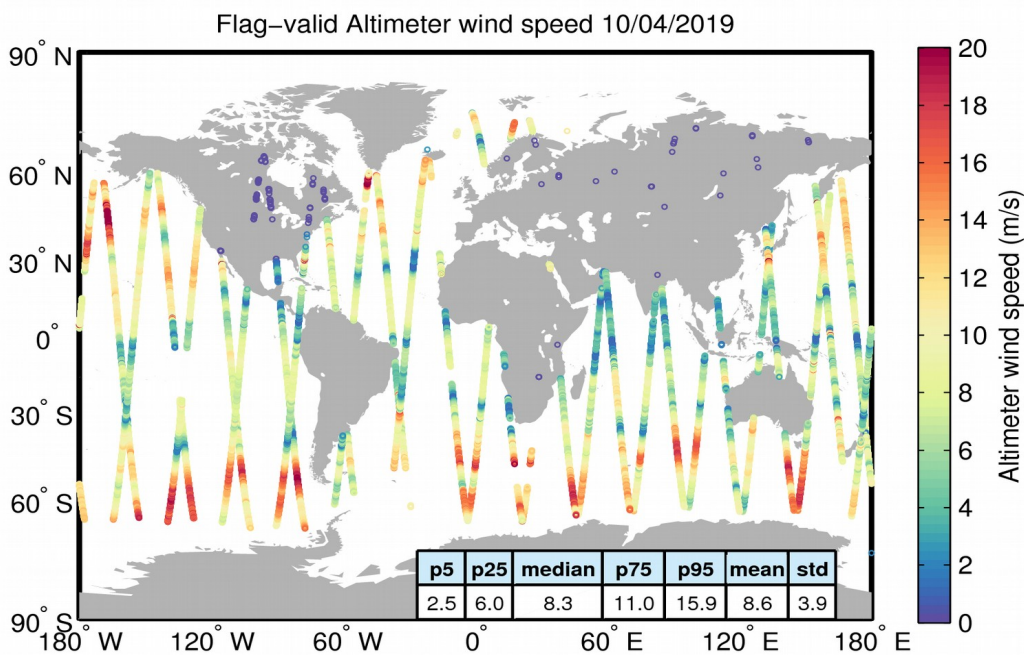 Flag−valid Altimeter wind speed 10/04/2019
90° N
60° N
30° N
0°
30° S
60° S
90° S
180° W
120° W
60° W
0°
60° E
120° E
180° E
p5 p25 median p75 p95 mean std
2.5 6.0 8.3 11.0 15.9 8.6 3.9
20
18
16
14
12
10
8
6
4
2
0
Altimeter wind speed (m/s)